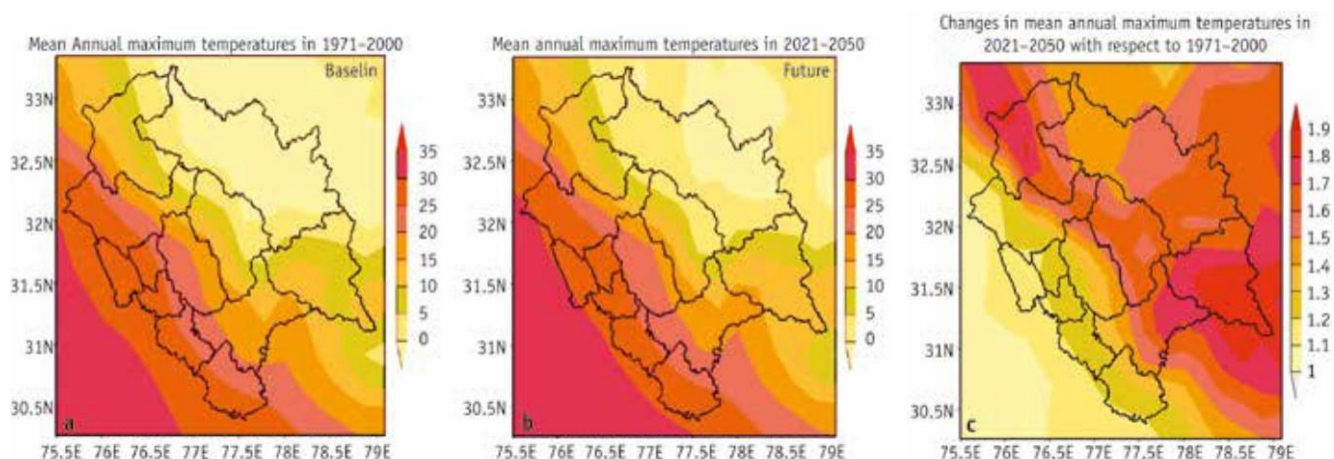 Mean Annual maximum temperatures in 1971–2000
Baselin
33N
32.5N
32N
31.5N
31N
30.5N
a
75.5E 76E 76.5E 77E 77.5E 78E 78.5E 79E
35
30
25
20
15
10
5
0
Mean annual maximum temperatures in 2021–2050
Future
33N
32.5N
32N
31.5N
31N
30.5N
b
75.5E 76E 76.5E 77E 77.5E 78E 78.5E 79E
35
30
25
20
15
10
5
0
Changes in mean annual maximum temperatures in
2021–2050 with respect to 1971–2000
33N
32.5N
32N
31.5N
31N
30.5N
c
75.5E 76E 76.5E 77E 77.5E 78E 78.5E 79E
1.9
1.8
1.7
1.6
1.5
1.4
1.3
1.2
1.1
1